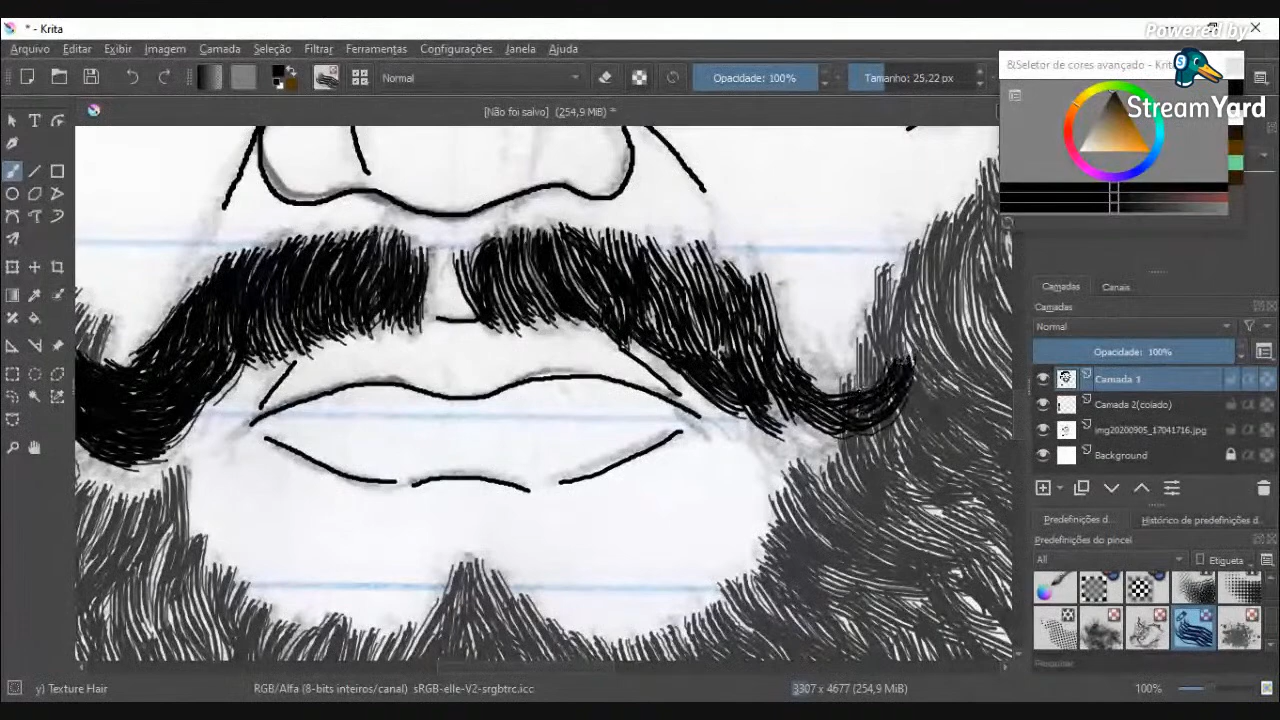 * - Krita
Powered by
Arquivo Editar Exibir Imagem Camada Seleção Filtrar Ferramentas Configurações Janela Ajuda
Normal
Opacidade: 100%
Tamanho: 25.22 px
&Seletor de cores avançado - Krita
StreamYard
[Não foi salvo] (254,9 MiB) *
Camadas Canais
Camadas
Normal
Opacidade: 100%
Camada 1
Camada 2(colado)
img20200905_17041716.jpg
Background
Predefinições d... Histórico de predefinições d...
Predefinições do pincel
All
Etiqueta
Pesquisar
y) Texture Hair
RGB/Alfa (8-bits inteiros/canal) sRGB-elle-V2-srgbtrc.icc
3307 x 4677 (254,9 MiB)
100%